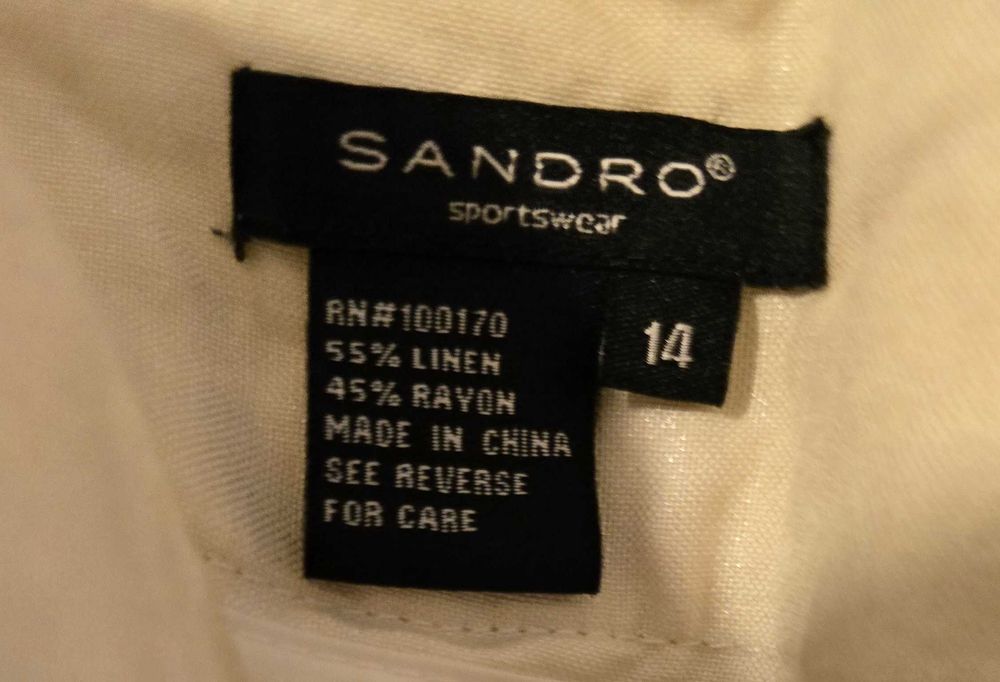 SANDRO®
sportswear
14
RN#100170
55% LINEN
45% RAYON
MADE IN CHINA
SEE REVERSE
FOR CARE